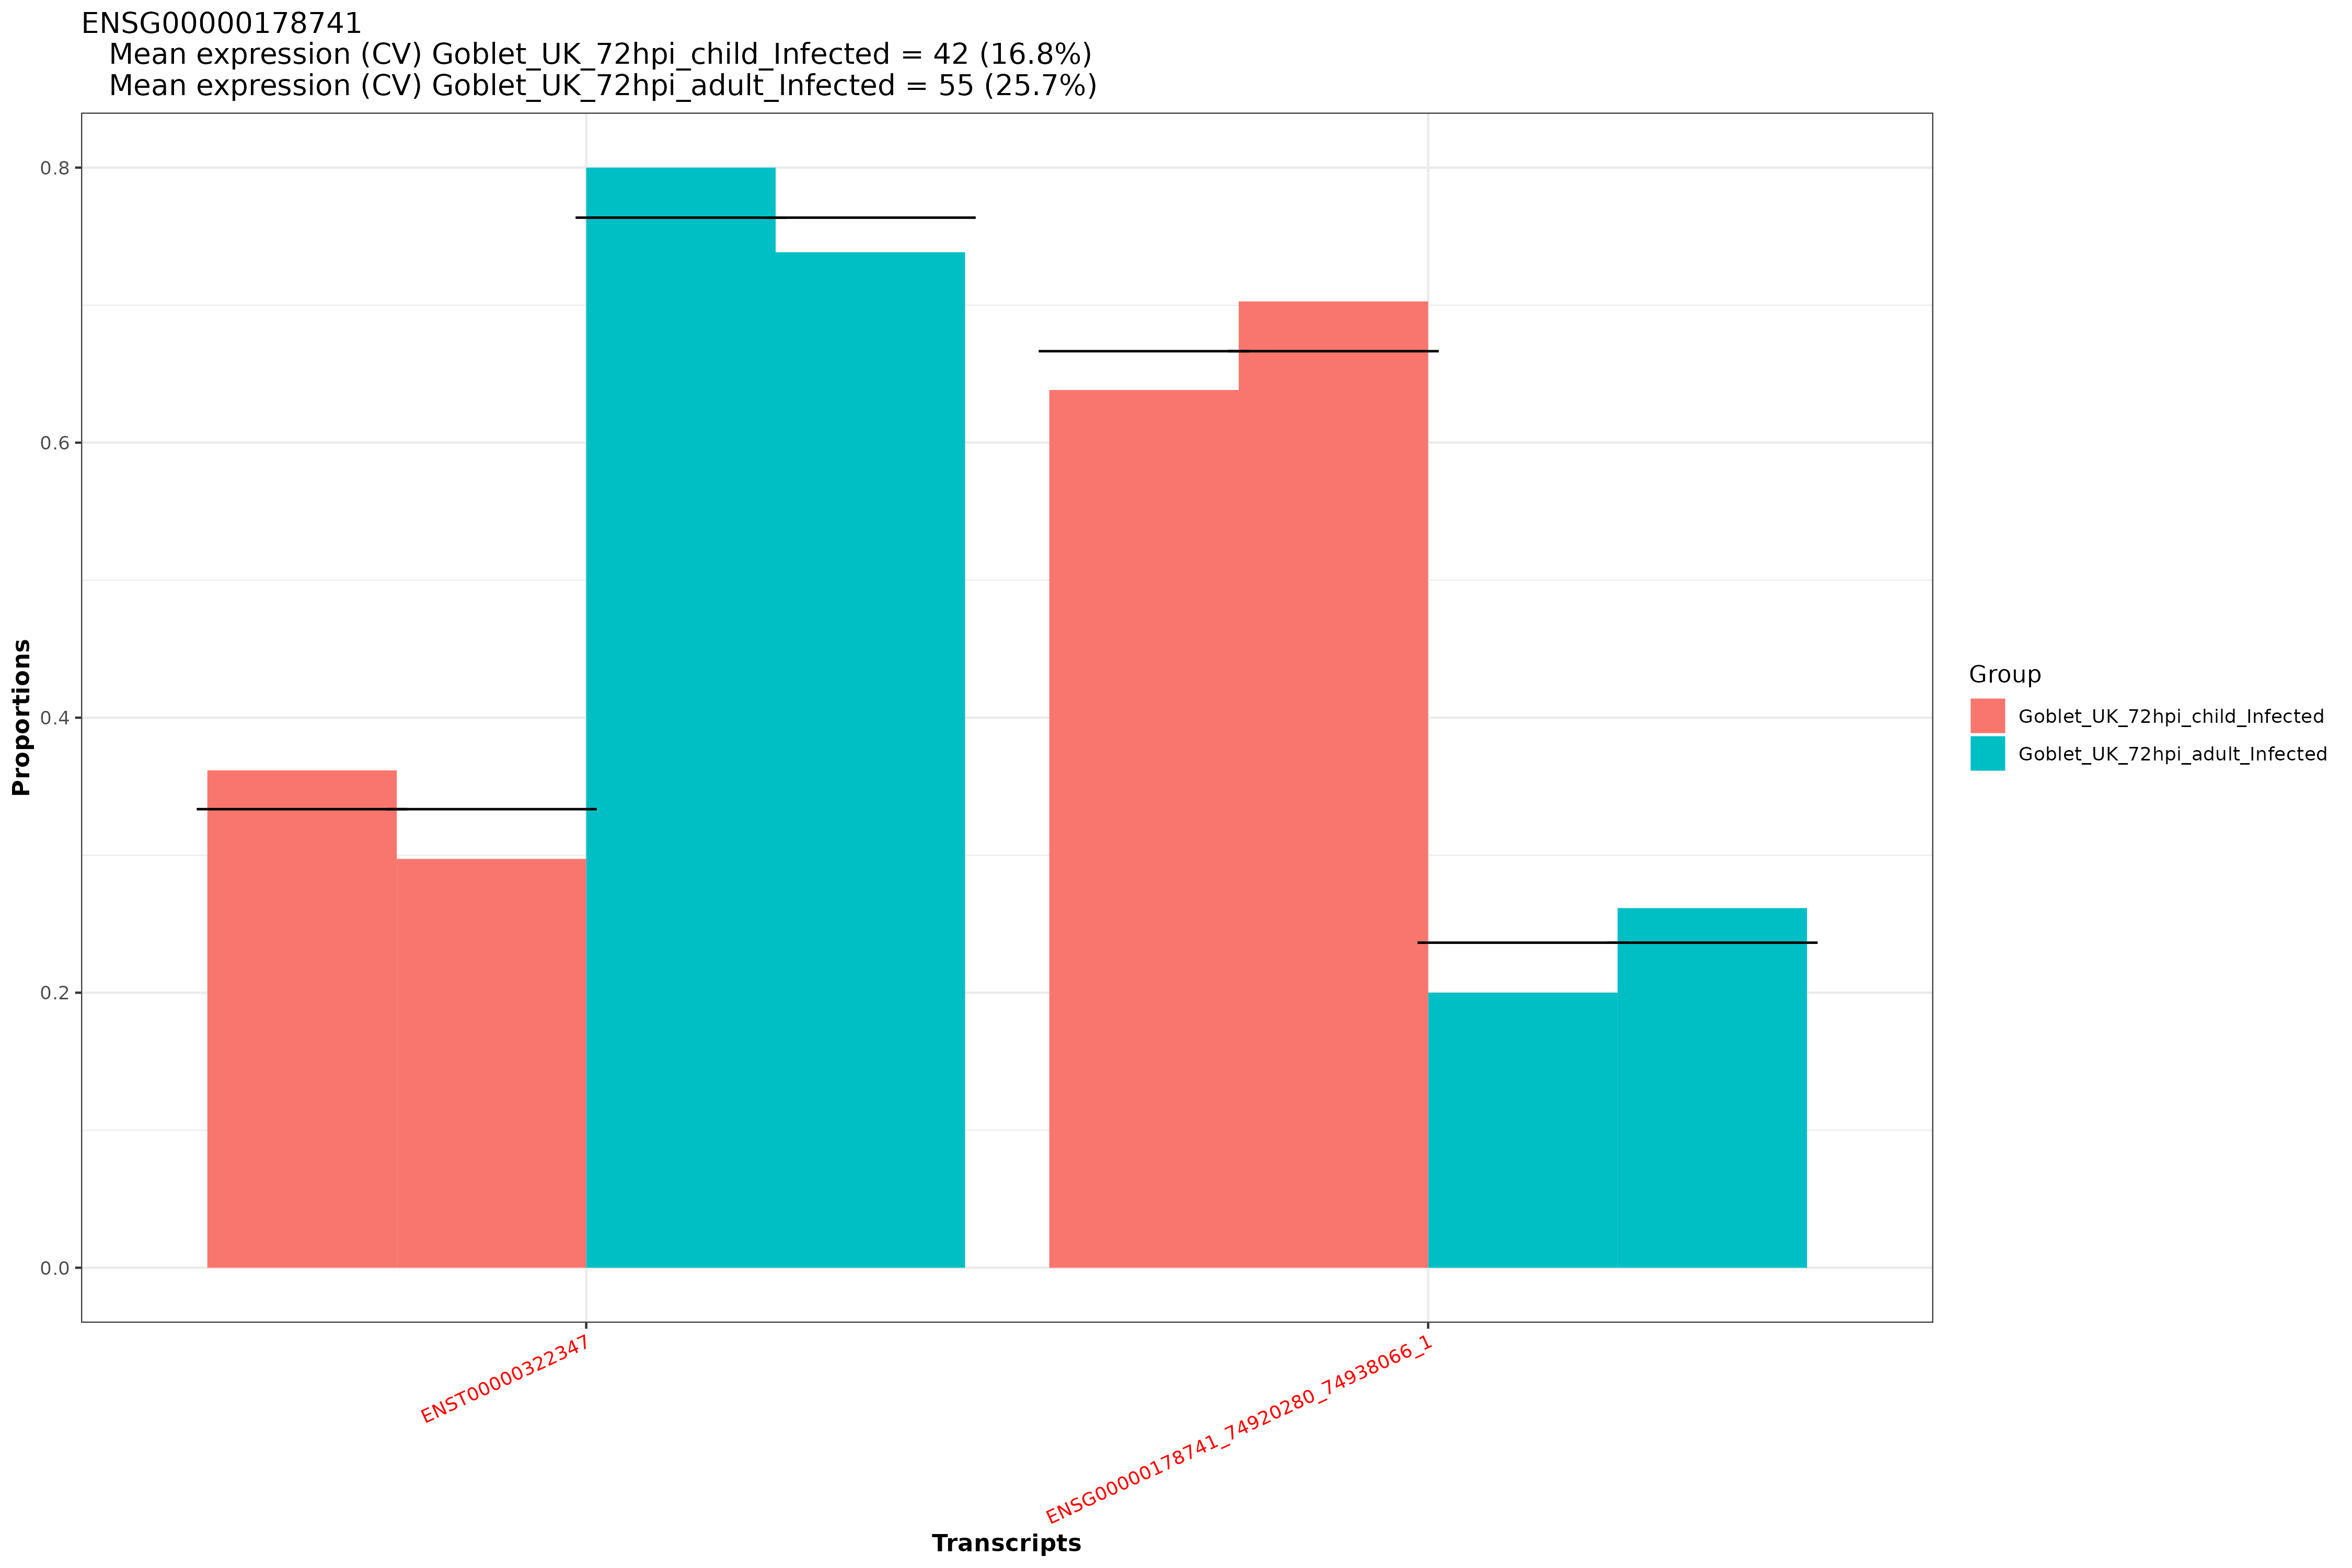 ENSG00000178741
Mean expression (CV) Goblet_UK_72hpi_child_Infected = 42 (16.8%)
Mean expression (CV) Goblet_UK_72hpi_adult_Infected = 55 (25.7%)
Proportions
0.8
0.6
0.4
0.2
0.0
ENST00000322347
ENSG00000178741_74920280_74938066_1
Transcripts
Group
Goblet_UK_72hpi_child_Infected
Goblet_UK_72hpi_adult_Infected